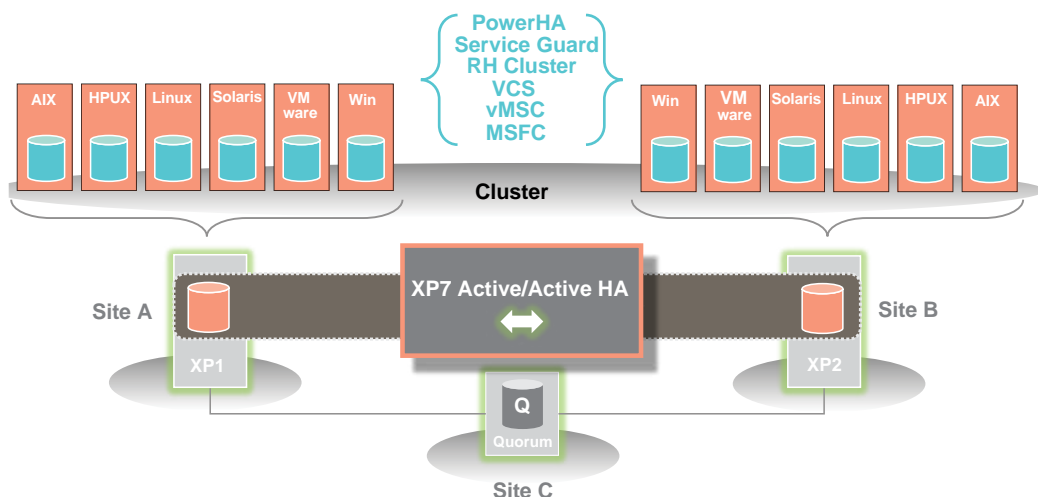 PowerHA
Service Guard
RH Cluster
VCS
vMSC
MSFC
AIX
HPUX
Linux
Solaris
VM
ware
Win
Win
VM
ware
Solaris
Linux
HPUX
AIX
Cluster
XP7 Active/Active HA
Site A
Site B
XP1
XP2
Q
Quorum
Site C